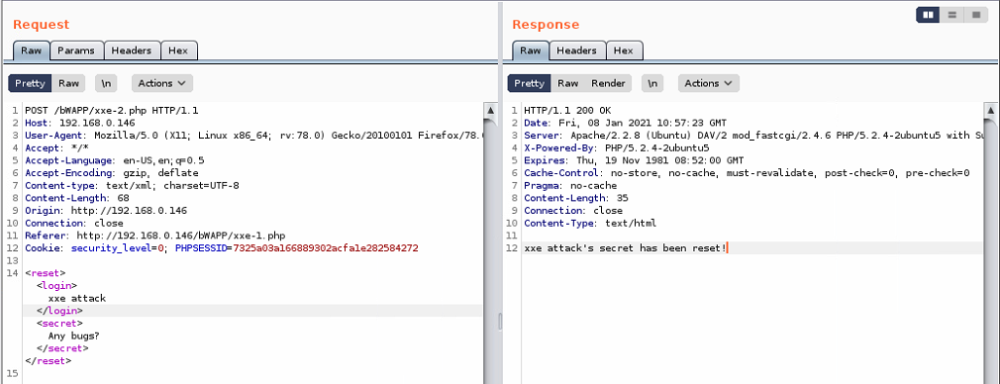 Request
Raw Params Headers Hex
Pretty Raw \n Actions
1 POST /bWAPP/xxe-2.php HTTP/1.1
2 Host: 192.168.0.146
3 User-Agent: Mozilla/5.0 (X11; Linux x86_64; rv:78.0) Gecko/20100101 Firefox/78.
4 Accept: */*
5 Accept-Language: en-US,en;q=0.5
6 Accept-Encoding: gzip, deflate
7 Content-type: text/xml; charset=UTF-8
8 Content-Length: 68
9 Origin: http://192.168.0.146
10 Connection: close
11 Referer: http://192.168.0.146/bWAPP/xxe-1.php
12 Cookie: security_level=0; PHPSESSID=7325a03a166889302acfa1e282584272
13
14 <reset>
<login>
xxe attack
</login>
<secret>
Any bugs?
</secret>
</reset>
15
Response
Raw Headers Hex
Pretty Raw Render \n Actions
1 HTTP/1.1 200 OK
2 Date: Fri, 08 Jan 2021 10:57:23 GMT
3 Server: Apache/2.2.8 (Ubuntu) DAV/2 mod_fastcgi/2.4.6 PHP/5.2.4-2ubuntu5 with Su
4 X-Powered-By: PHP/5.2.4-2ubuntu5
5 Expires: Thu, 19 Nov 1981 08:52:00 GMT
6 Cache-Control: no-store, no-cache, must-revalidate, post-check=0, pre-check=0
7 Pragma: no-cache
8 Content-Length: 35
9 Connection: close
10 Content-Type: text/html
11
12 xxe attack's secret has been reset!